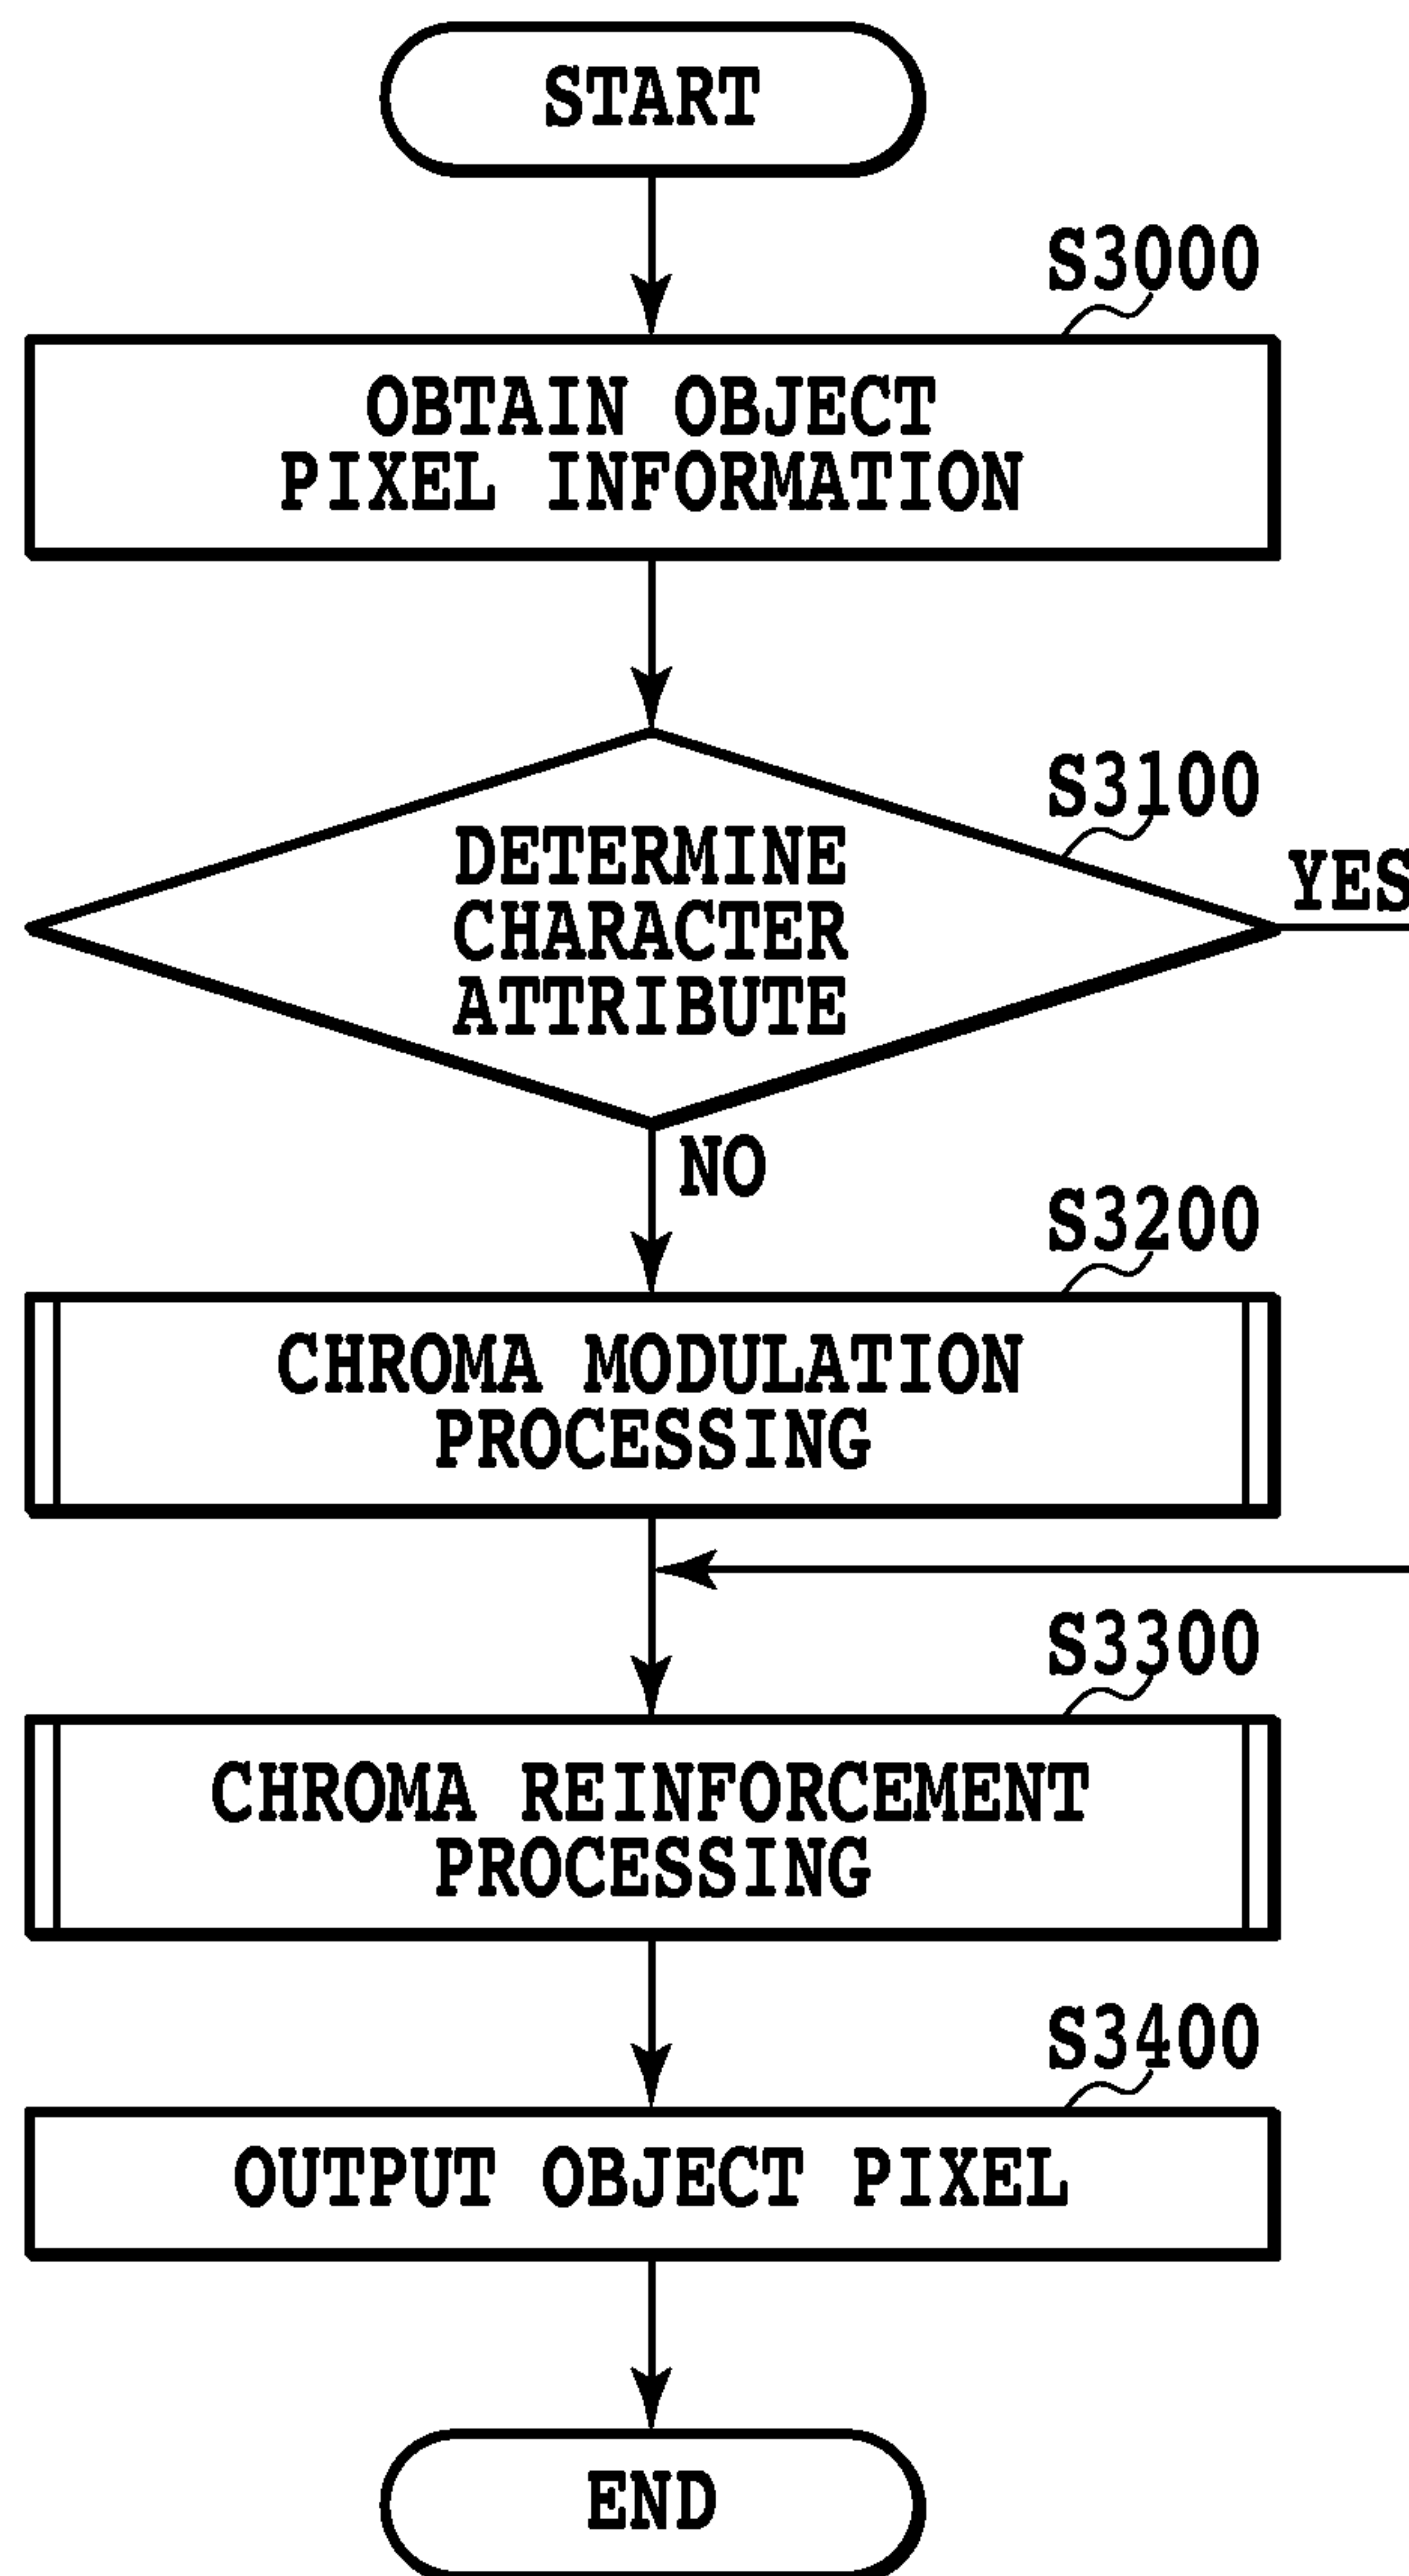 START
S3000
OBTAIN OBJECT
PIXEL INFORMATION
S3100
YES
DETERMINE
CHARACTER
ATTRIBUTE
NO
S3200
CHROMA MODULATION
PROCESSING
S3300
CHROMA REINFORCEMENT
PROCESSING
S3400
OUTPUT OBJECT PIXEL
END